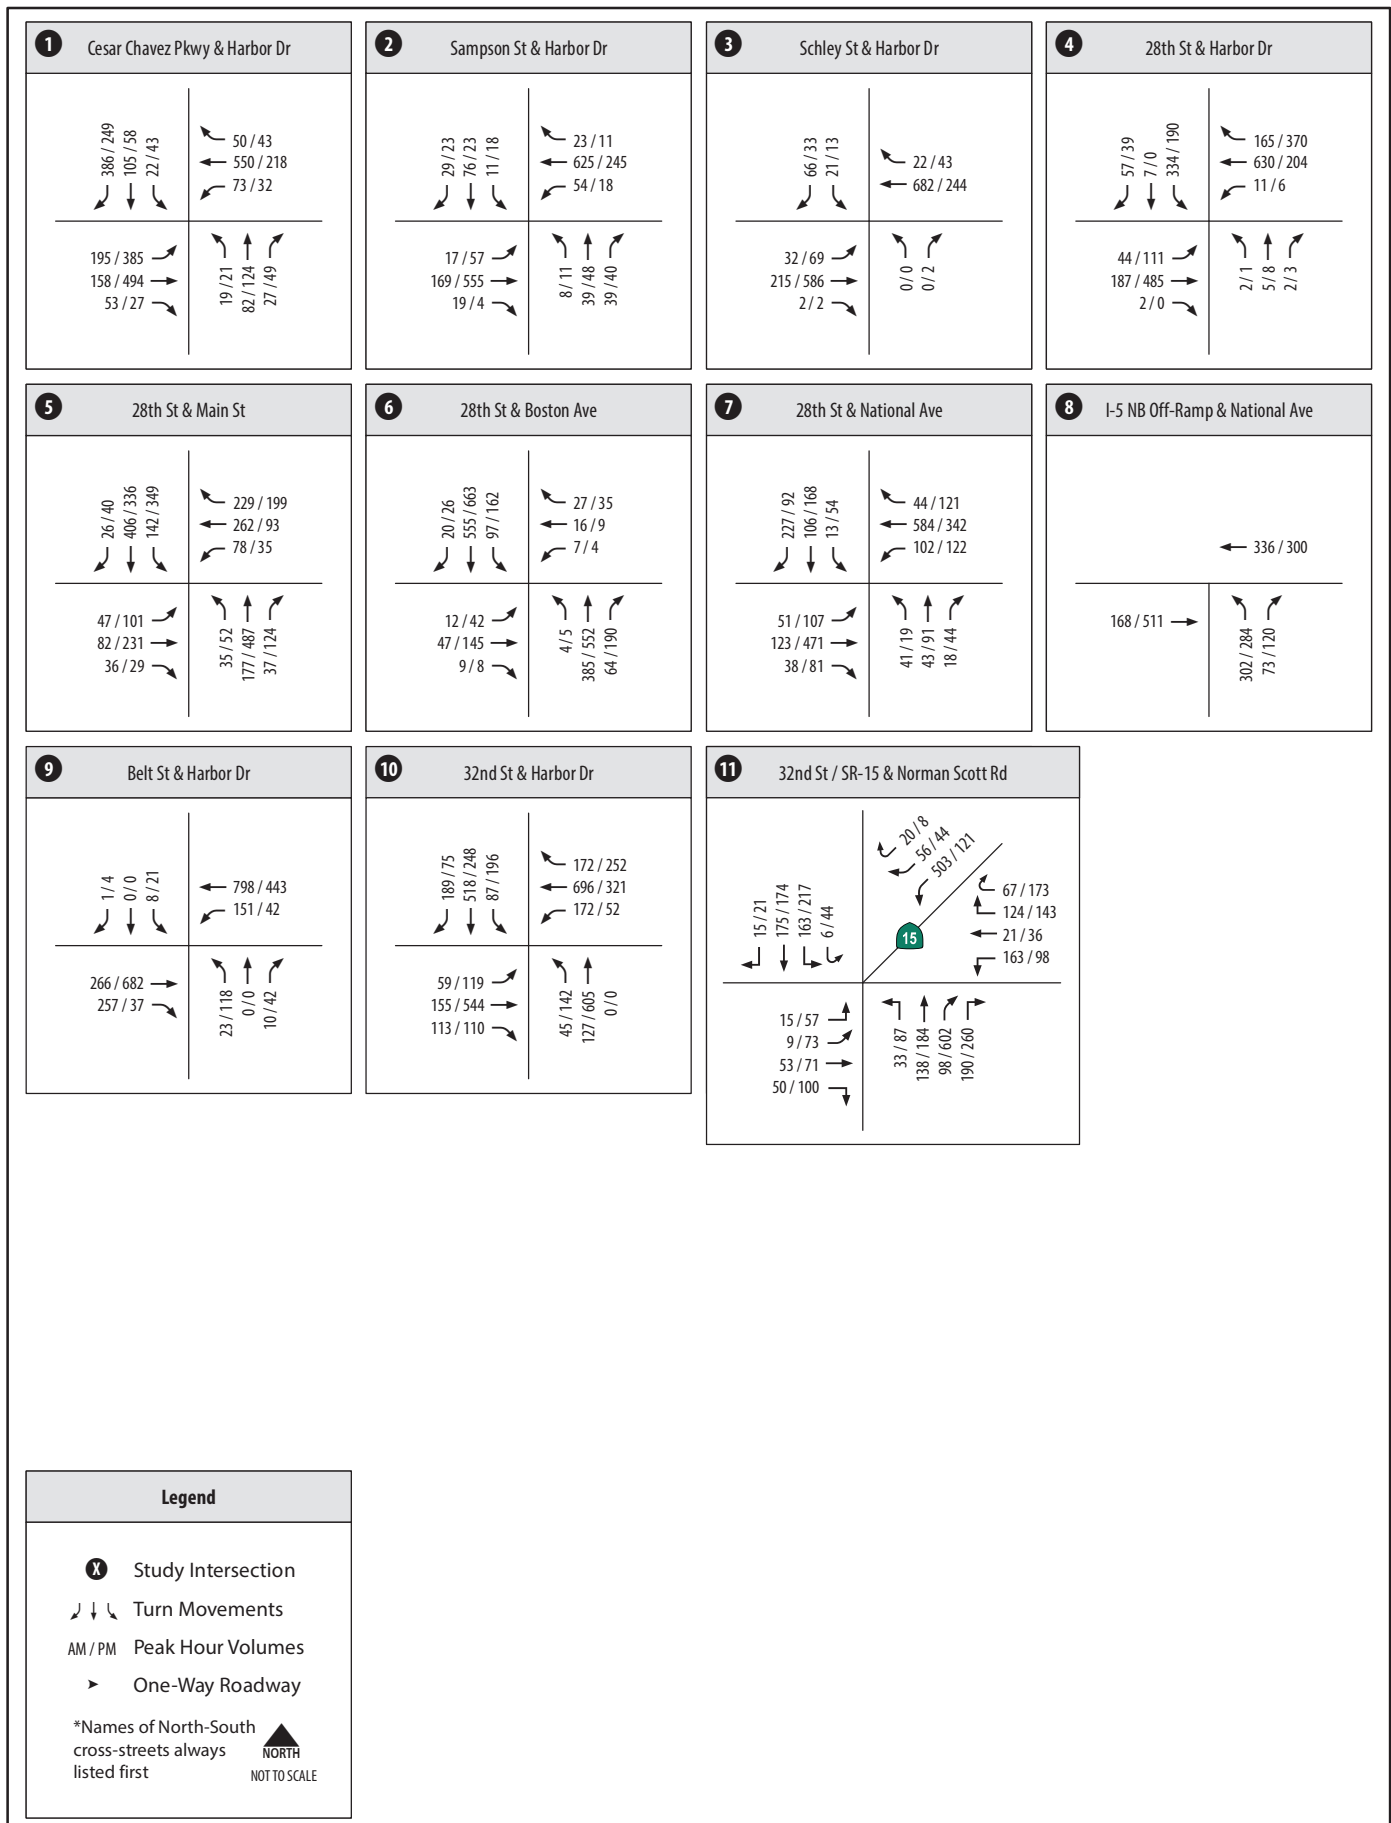 1 Cesar Chavez Pkwy & Harbor Dr
386 / 249
105 / 58
22 / 43
50 / 43
550 / 218
73 / 32
195 / 385
158 / 494
53 / 27
19 / 21
82 / 124
27 / 49
2 Sampson St & Harbor Dr
29 / 23
76 / 23
11 / 18
23 / 11
625 / 245
54 / 18
17 / 57
169 / 555
19 / 4
8 / 11
39 / 48
39 / 40
3 Schley St & Harbor Dr
66 / 33
21 / 13
22 / 43
682 / 244
32 / 69
215 / 586
2 / 2
0 / 0
0 / 2
4 28th St & Harbor Dr
57 / 39
7 / 0
334 / 190
165 / 370
630 / 204
11 / 6
44 / 111
187 / 485
2 / 0
2 / 1
5 / 8
2 / 3
5 28th St & Main St
26 / 40
406 / 336
142 / 349
229 / 199
262 / 93
78 / 35
47 / 101
82 / 231
36 / 29
35 / 52
177 / 487
37 / 124
6 28th St & Boston Ave
20 / 26
555 / 663
97 / 162
27 / 35
16 / 9
7 / 4
12 / 42
47 / 145
9 / 8
4 / 5
385 / 552
64 / 190
7 28th St & National Ave
227 / 92
106 / 168
13 / 54
44 / 121
584 / 342
102 / 122
51 / 107
123 / 471
38 / 81
41 / 19
43 / 91
18 / 44
8 I-5 NB Off-Ramp & National Ave
336 / 300
168 / 511
302 / 284
73 / 120
9 Belt St & Harbor Dr
1 / 4
0 / 0
8 / 21
798 / 443
151 / 42
266 / 682
257 / 37
23 / 118
0 / 0
10 / 42
10 32nd St & Harbor Dr
189 / 75
518 / 248
87 / 196
172 / 252
696 / 321
172 / 52
59 / 119
155 / 544
113 / 110
45 / 142
127 / 605
0 / 0
11 32nd St / SR-15 & Norman Scott Rd
15 / 21
175 / 174
163 / 217
6 / 44
20 / 8
56 / 44
503 / 121
15
67 / 173
124 / 143
21 / 36
163 / 98
15 / 57
9 / 73
53 / 71
50 / 100
33 / 87
138 / 184
98 / 602
190 / 260
Legend
X Study Intersection
Turn Movements
AM / PM Peak Hour Volumes
One-Way Roadway
*Names of North-South
cross-streets always
listed first
NORTH
NOT TO SCALE